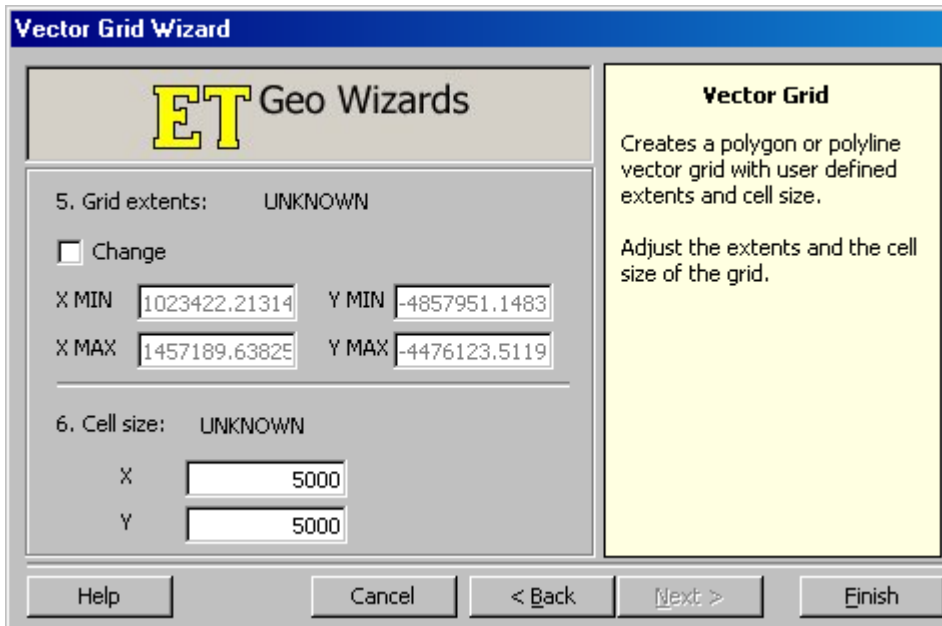 Vector Grid Wizard
ET Geo Wizards
5. Grid extents: UNKNOWN
Change
X MIN 1023422.21314 Y MIN -4857951.1483
X MAX 1457189.63825 Y MAX -4476123.5119
6. Cell size: UNKNOWN
X 5000
Y 5000
Vector Grid
Creates a polygon or polyline
vector grid with user defined
extents and cell size.
Adjust the extents and the cell
size of the grid.
Help Cancel < Back Next > Finish